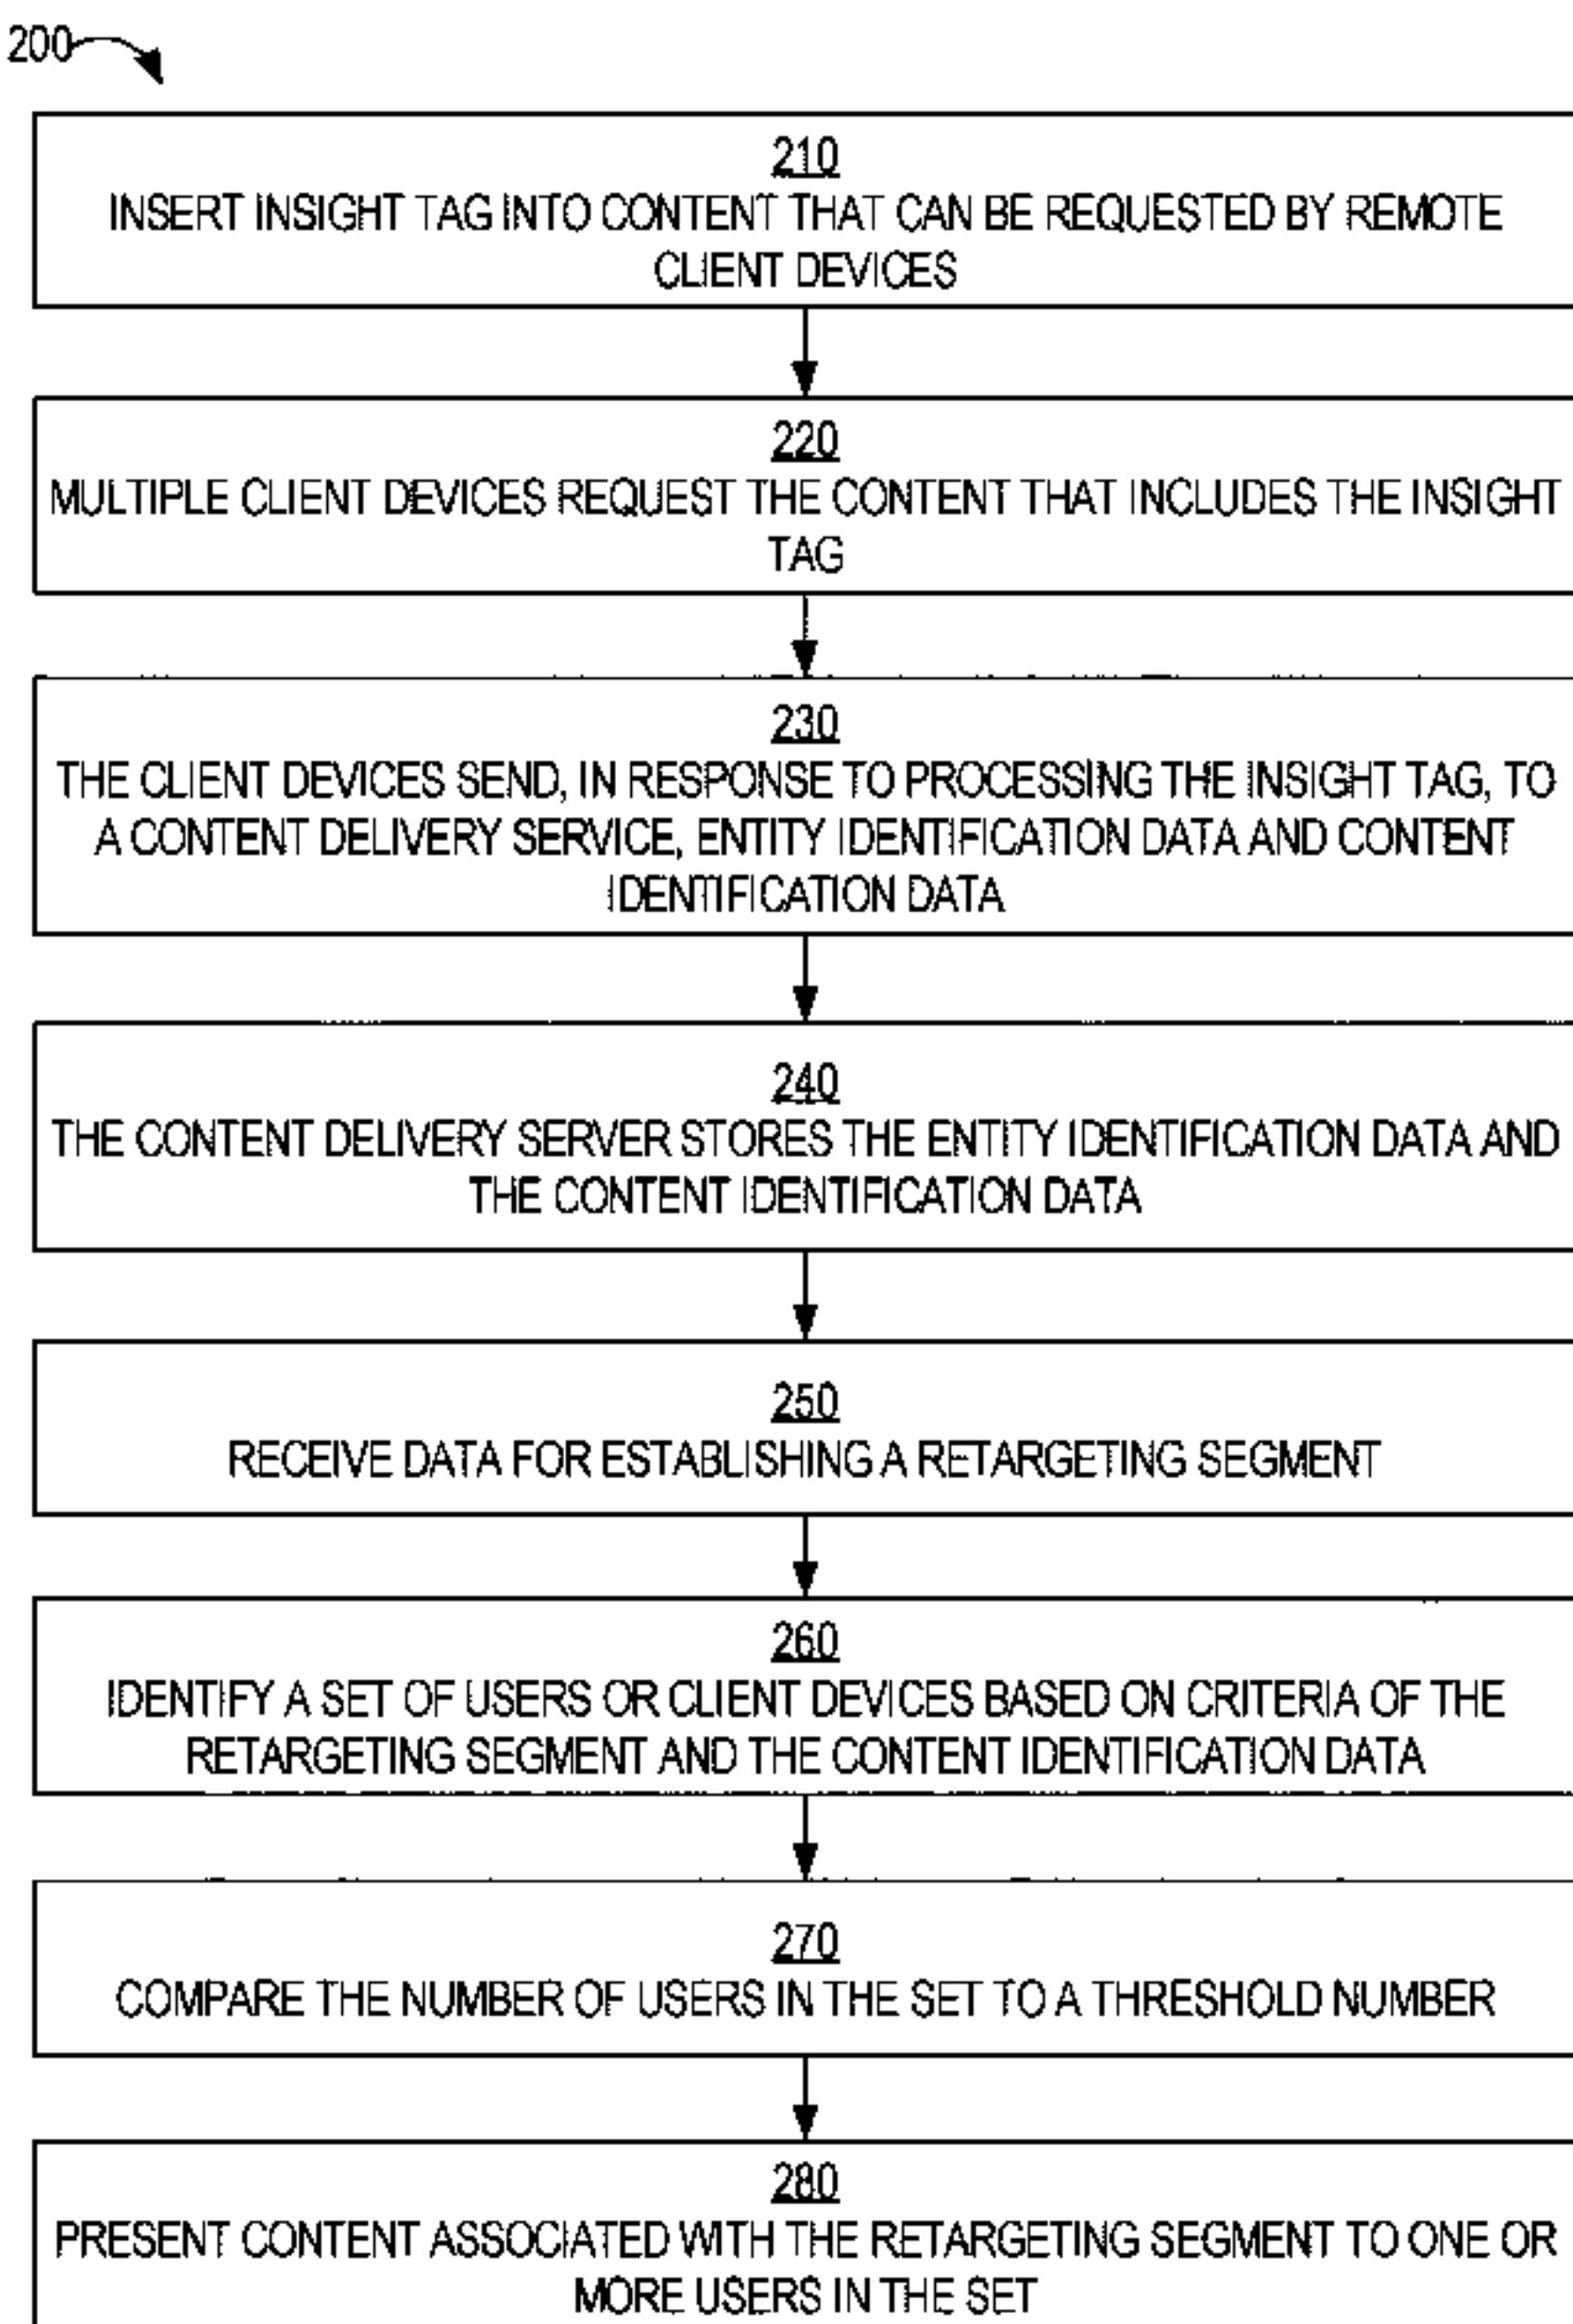 200
210
INSERT INSIGHT TAG INTO CONTENT THAT CAN BE REQUESTED BY REMOTE
CLIENT DEVICES
220
MULTIPLE CLIENT DEVICES REQUEST THE CONTENT THAT INCLUDES THE INSIGHT
TAG
230
THE CLIENT DEVICES SEND, IN RESPONSE TO PROCESSING THE INSIGHT TAG, TO
A CONTENT DELIVERY SERVICE, ENTITY IDENTIFICATION DATA AND CONTENT
IDENTIFICATION DATA
240
THE CONTENT DELIVERY SERVER STORES THE ENTITY IDENTIFICATION DATA AND
THE CONTENT IDENTIFICATION DATA
250
RECEIVE DATA FOR ESTABLISHING A RETARGETING SEGMENT
260
IDENTIFY A SET OF USERS OR CLIENT DEVICES BASED ON CRITERIA OF THE
RETARGETING SEGMENT AND THE CONTENT IDENTIFICATION DATA
270
COMPARE THE NUMBER OF USERS IN THE SET TO A THRESHOLD NUMBER
280
PRESENT CONTENT ASSOCIATED WITH THE RETARGETING SEGMENT TO ONE OR
MORE USERS IN THE SET